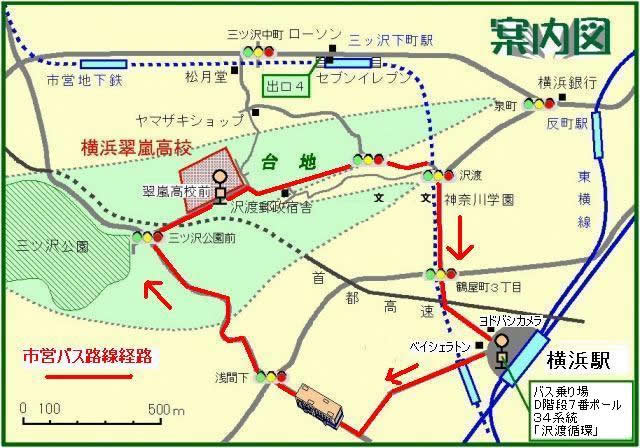 案内図
三ツ沢中町
ローソン
三ッ沢下町駅
市営地下鉄
松月堂
出口4
セブンイレブン
横浜銀行
泉町
反町駅
ヤマザキショップ
横浜翠嵐高校
台地
沢渡
東横線
翠嵐高校前
沢渡郵政宿舎
文
文
神奈川学園
三ツ沢公園
三ツ沢公園前
首都高速
鶴屋町3丁目
ヨドバシカメラ
ベイシェラトン
横浜駅
市営バス路線経路
浅間下
バス乗り場
D階段7番ポール
34系統
「沢渡循環」
0 100 500m